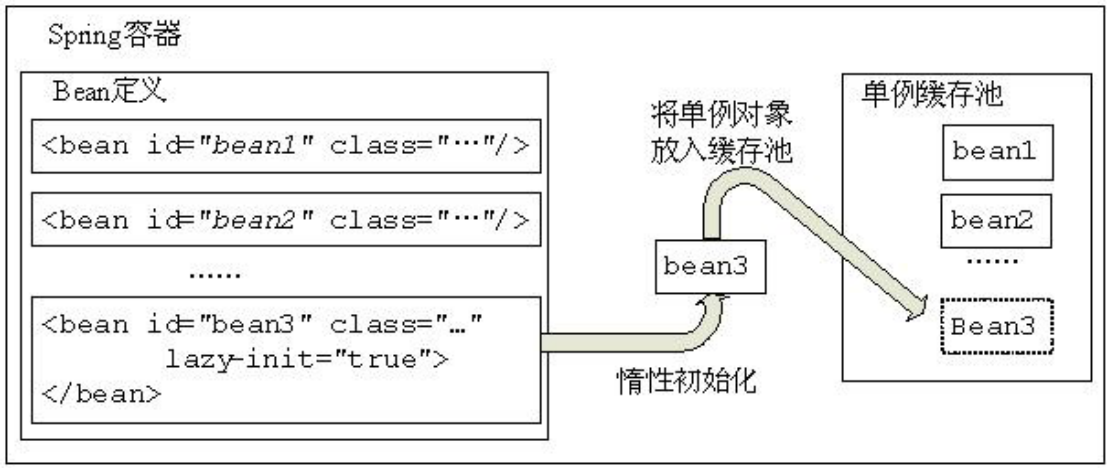 Spring容器
Bean定义
<bean id="bean1" class="…"/>
<bean id="bean2" class="…"/>
……
<bean id="bean3" class="…"
lazy-init="true">
</bean>
将单例对象
放入缓存池
bean3
惰性初始化
单例缓存池
bean1
bean2
……
Bean3